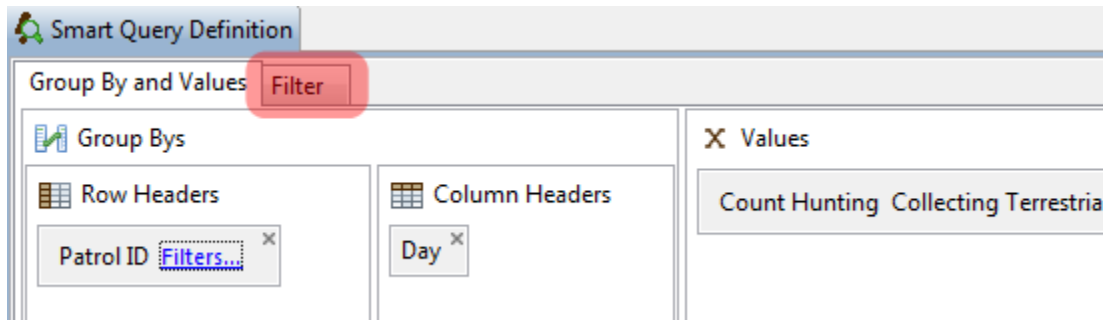 Smart Query Definition
Group By and Values Filter
Group Bys
Values
Row Headers
Column Headers
Count Hunting Collecting Terrestria
Patrol ID Filters...
Day